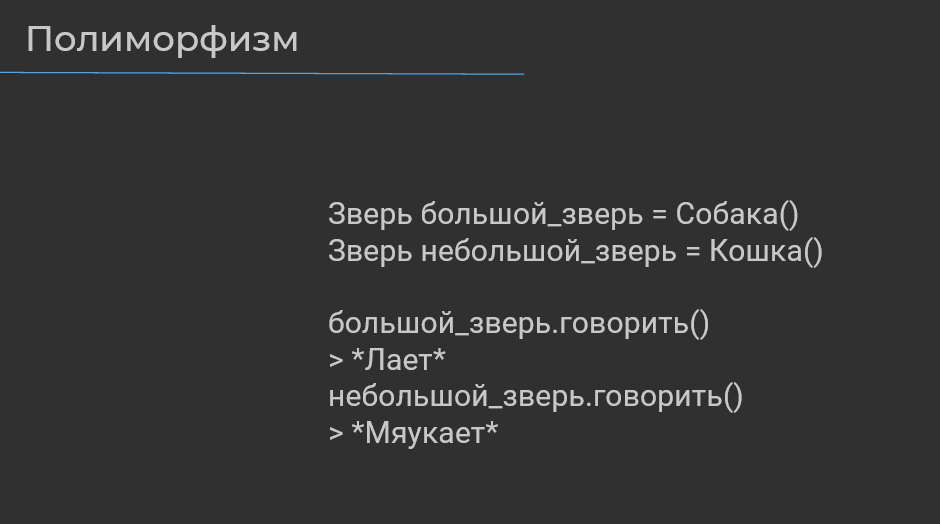 Полиморфизм
Зверь большой_зверь = Собака()
Зверь небольшой_зверь = Кошка()
большой_зверь.говорить()
> *Лает*
небольшой_зверь.говорить()
> *Мяукает*